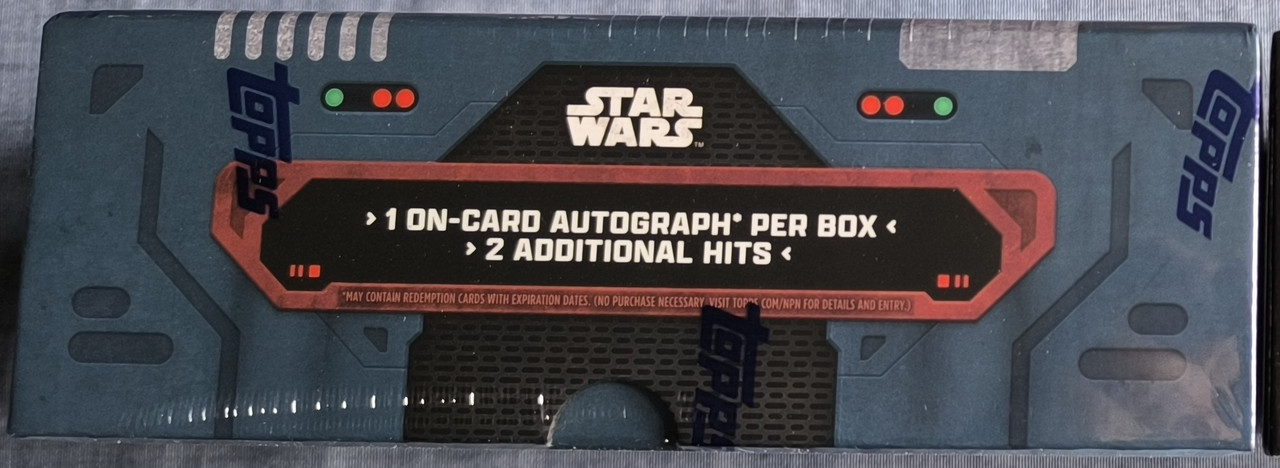 STAR
WARS™
› 1 ON-CARD AUTOGRAPH* PER BOX ‹
› 2 ADDITIONAL HITS ‹
*MAY CONTAIN REDEMPTION CARDS WITH EXPIRATION DATES. (NO PURCHASE NECESSARY. VISIT TOPPS.COM/NPN FOR DETAILS AND ENTRY.)
Topps
Topps
Topps